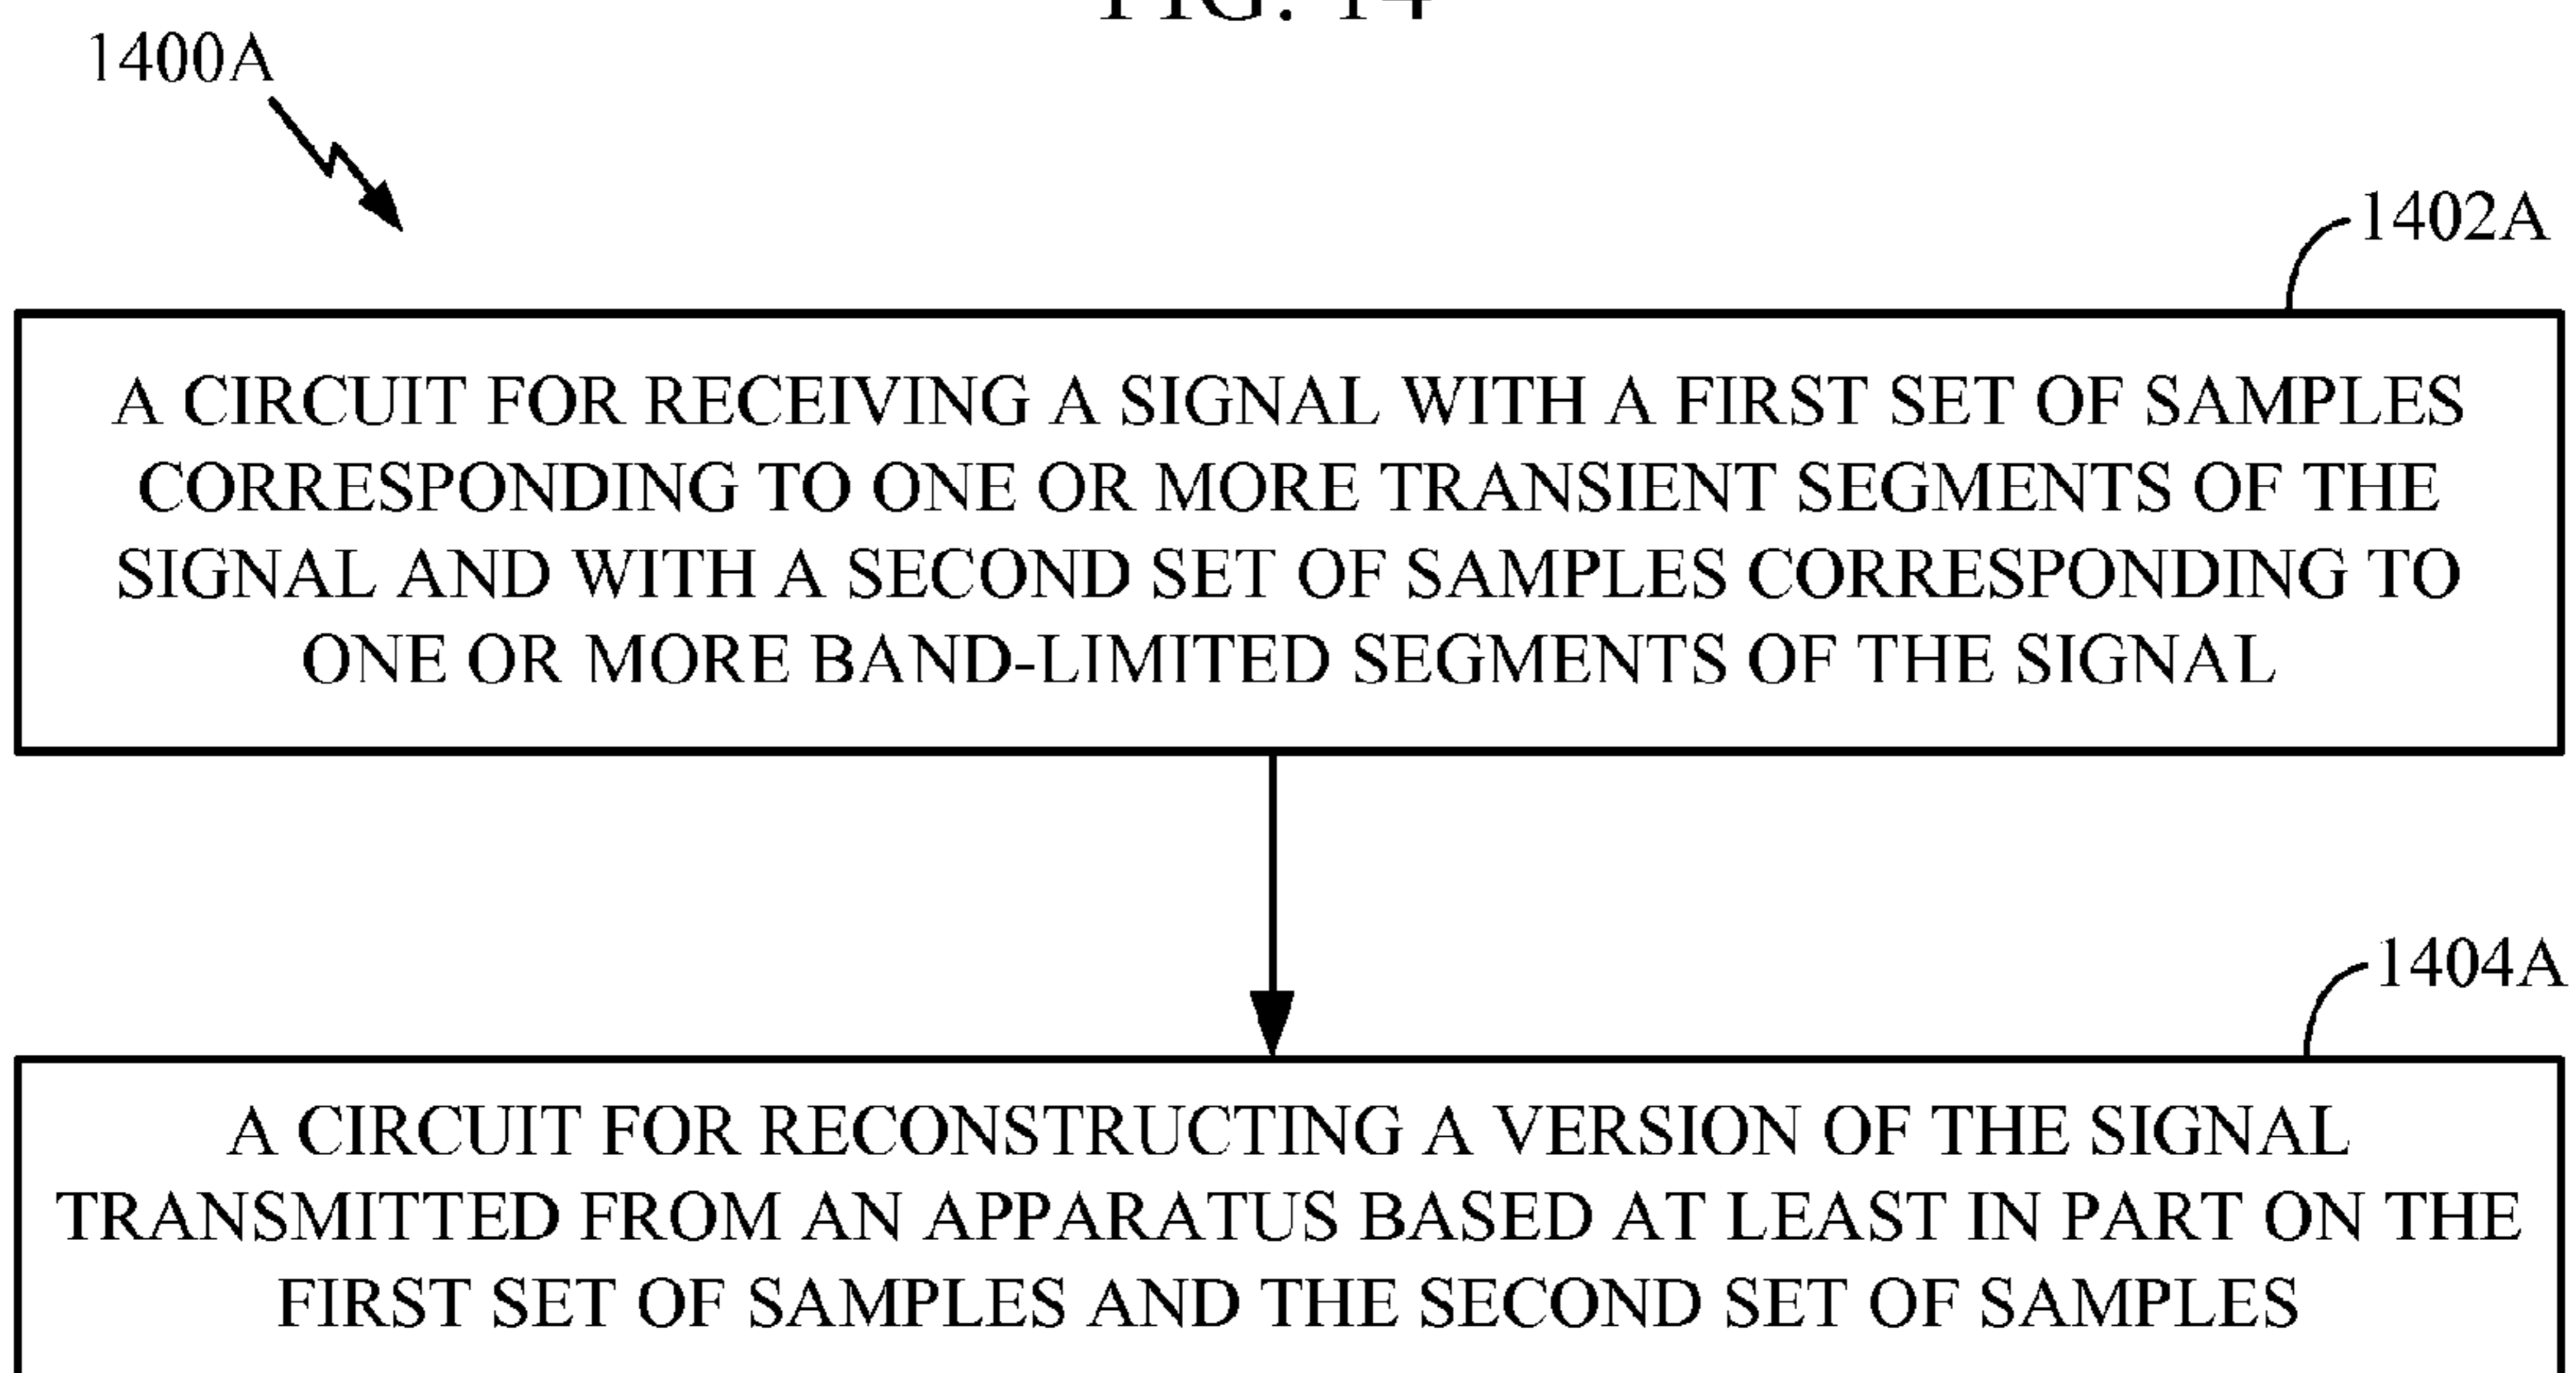 FIG. 14
1400A
1402A
A CIRCUIT FOR RECEIVING A SIGNAL WITH A FIRST SET OF SAMPLES
CORRESPONDING TO ONE OR MORE TRANSIENT SEGMENTS OF THE
SIGNAL AND WITH A SECOND SET OF SAMPLES CORRESPONDING TO
ONE OR MORE BAND-LIMITED SEGMENTS OF THE SIGNAL
1404A
A CIRCUIT FOR RECONSTRUCTING A VERSION OF THE SIGNAL
TRANSMITTED FROM AN APPARATUS BASED AT LEAST IN PART ON THE
FIRST SET OF SAMPLES AND THE SECOND SET OF SAMPLES